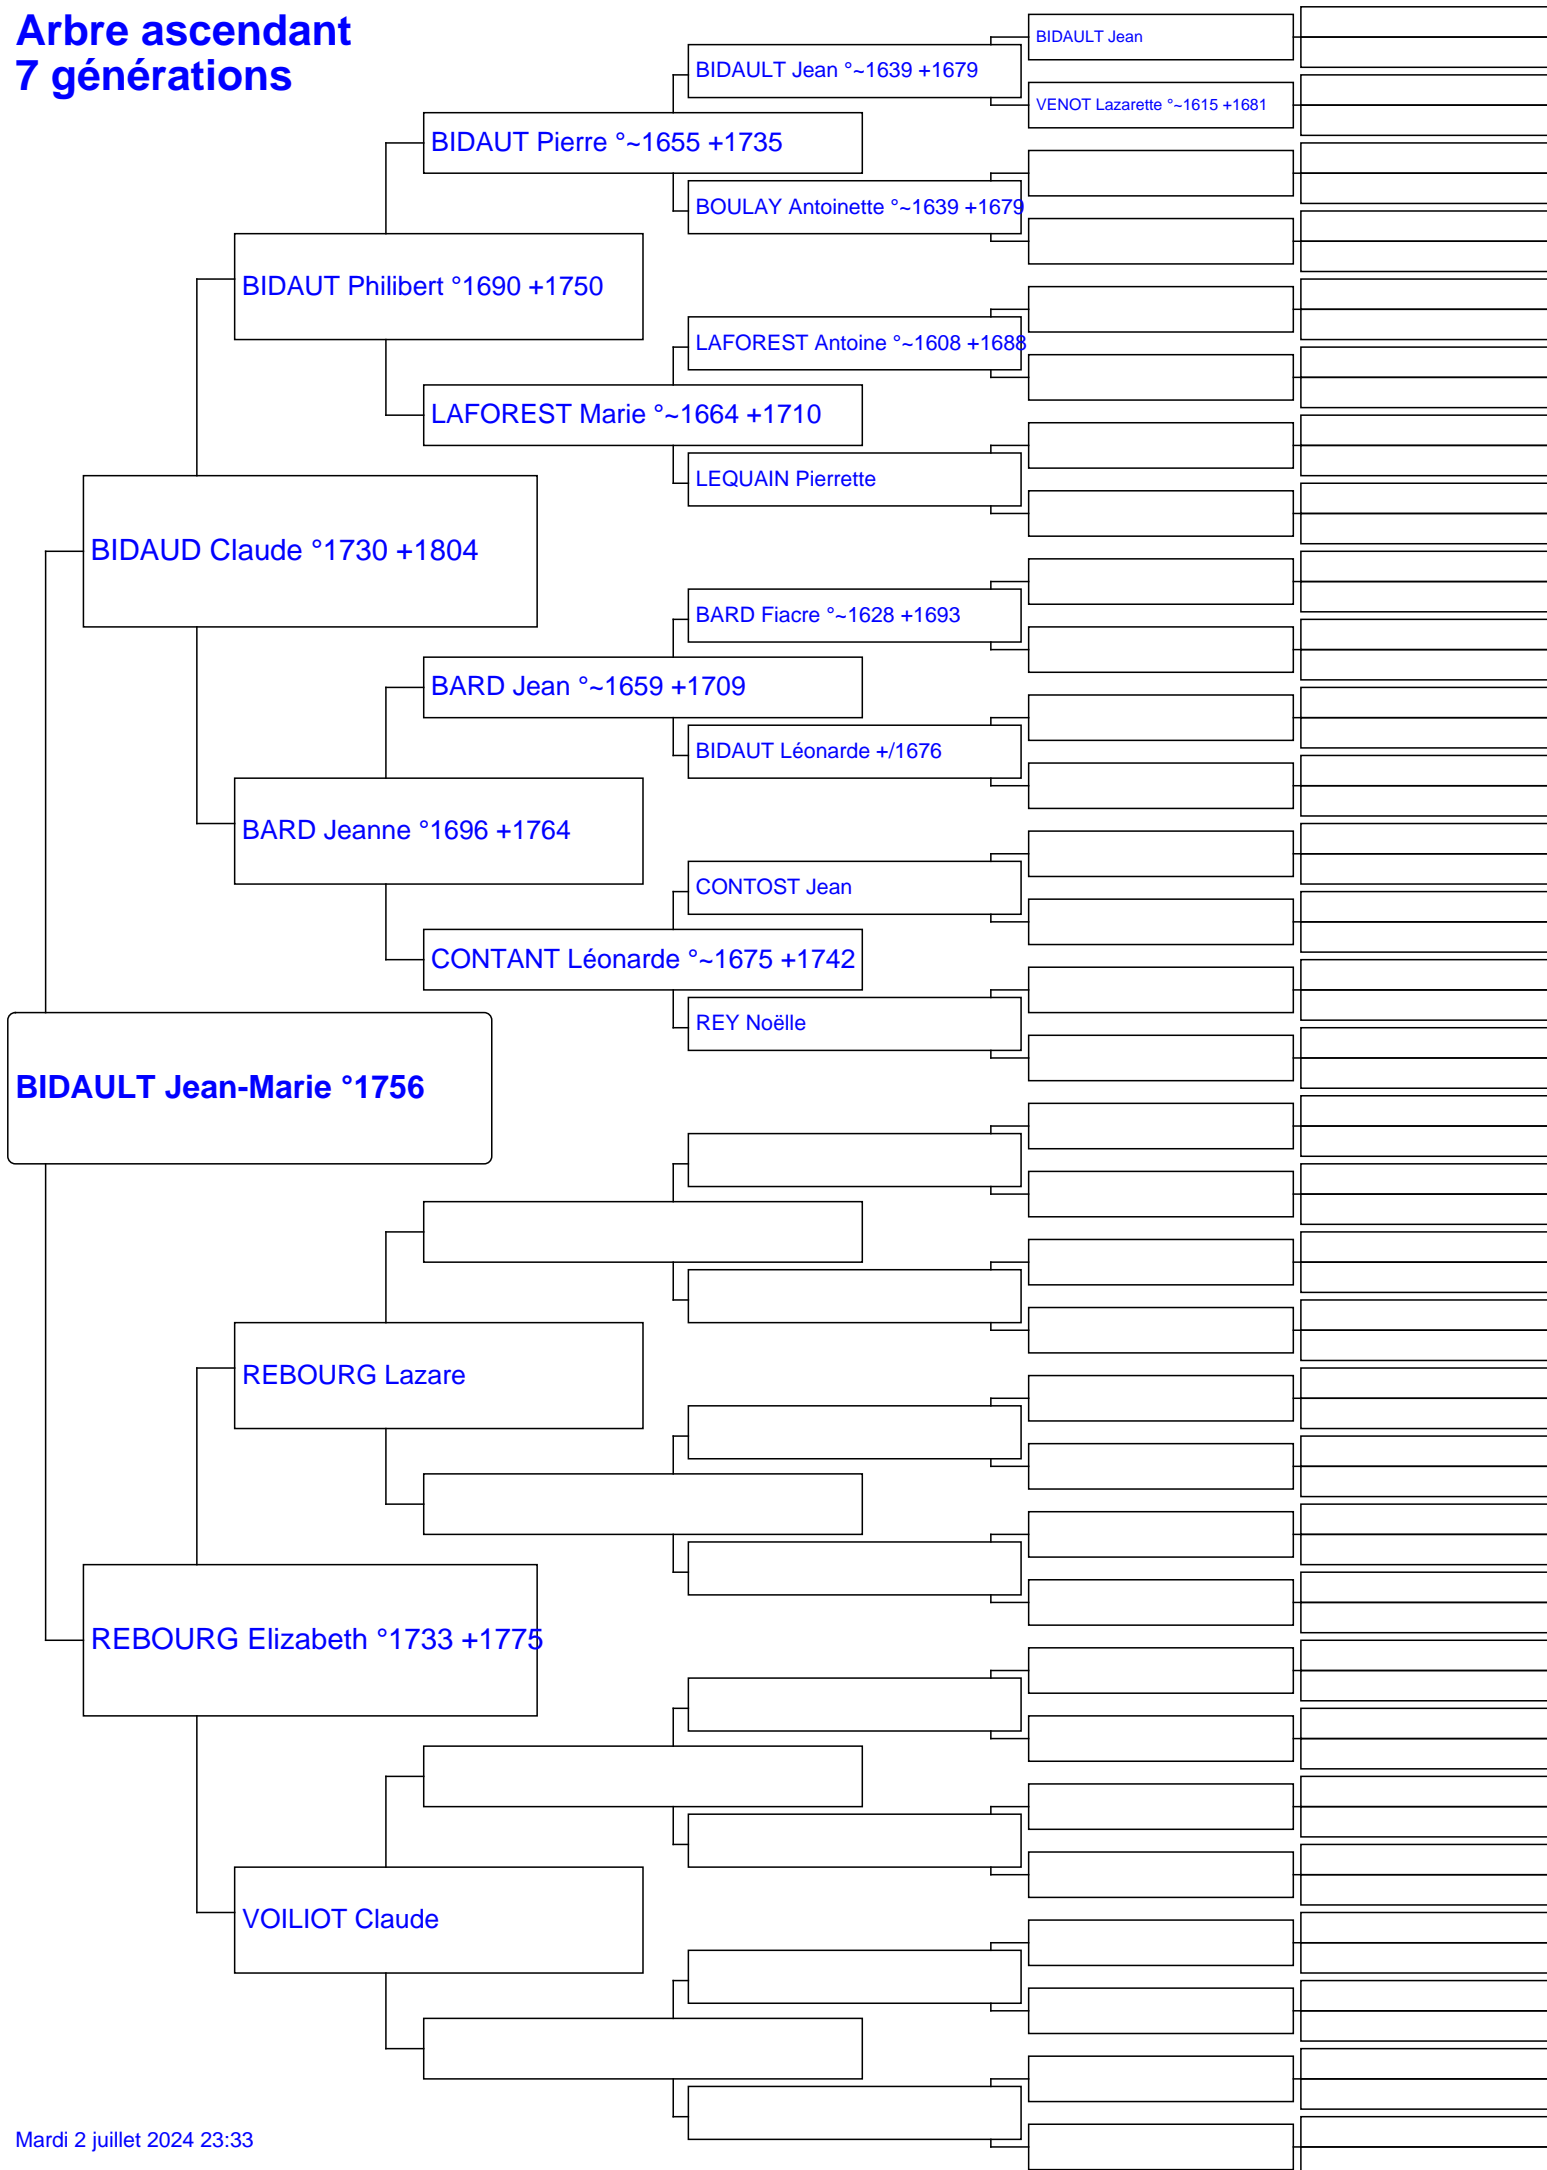 Arbre ascendant
7 générations
BIDAULT Jean
BIDAULT Jean °~1639 +1679
VENOT Lazarette °~1615 +1681
BIDAUT Pierre °~1655 +1735
BOULAY Antoinette °~1639 +1679
BIDAUT Philibert °1690 +1750
LAFOREST Antoine °~1608 +1688
LAFOREST Marie °~1664 +1710
LEQUAIN Pierrette
BIDAUD Claude °1730 +1804
BARD Fiacre °~1628 +1693
BARD Jean °~1659 +1709
BIDAUT Léonarde +/1676
BARD Jeanne °1696 +1764
CONTOST Jean
CONTANT Léonarde °~1675 +1742
REY Noëlle
BIDAULT Jean-Marie °1756
REBOURG Lazare
REBOURG Elizabeth °1733 +1775
VOILIOT Claude
Mardi 2 juillet 2024 23:33